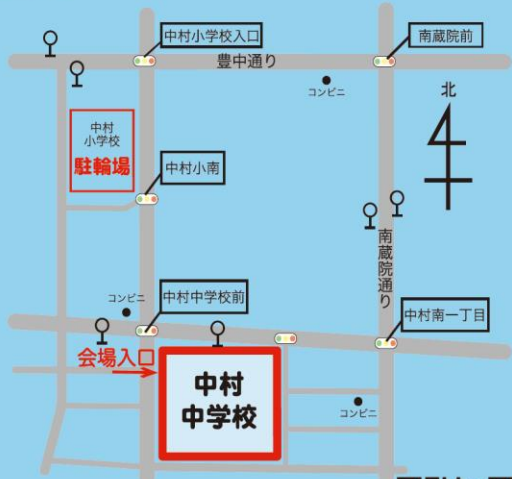 中村小学校入口
南蔵院前
豊中通り
コンビニ
北
中村
小学校
駐輪場
中村小南
南蔵院通り
コンビニ
中村中学校前
中村南一丁目
会場入口
中村
中学校
コンビニ